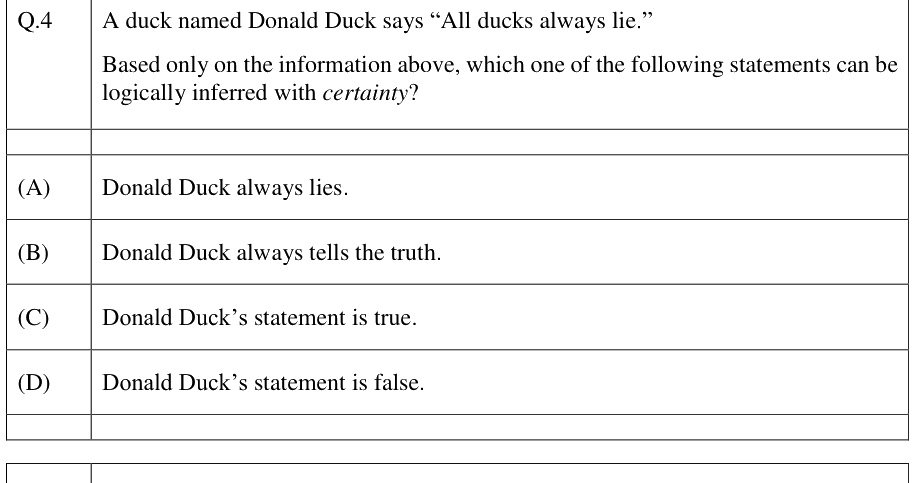 Q.4 A duck named Donald Duck says “All ducks always lie.”
Based only on the information above, which one of the following statements can be
logically inferred with certainty?
(A) Donald Duck always lies.
(B) Donald Duck always tells the truth.
(C) Donald Duck’s statement is true.
(D) Donald Duck’s statement is false.